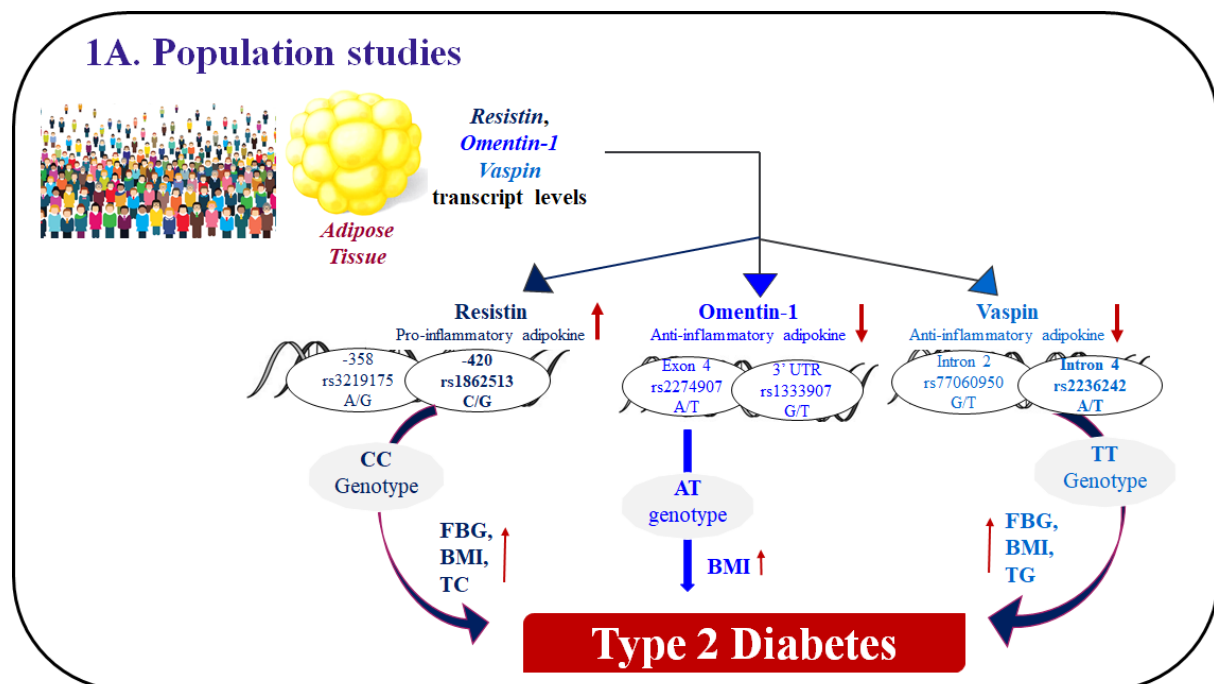 1A. Population studies
Resistin,
Omentin-1
Vaspin
transcript levels
Adipose
Tissue
Resistin
Pro-inflammatory adipokine
-358
rs3219175
A/G
-420
rs1862513
C/G
CC
Genotype
FBG,
BMI,
TC
Omentin-1
Anti-inflammatory adipokine
Exon 4
rs2274907
A/T
3' UTR
rs1333907
G/T
AT
genotype
BMI
Vaspin
Anti-inflammatory adipokine
Intron 2
rs77060950
G/T
Intron 4
rs2236242
A/T
TT
Genotype
FBG,
BMI,
TG
Type 2 Diabetes